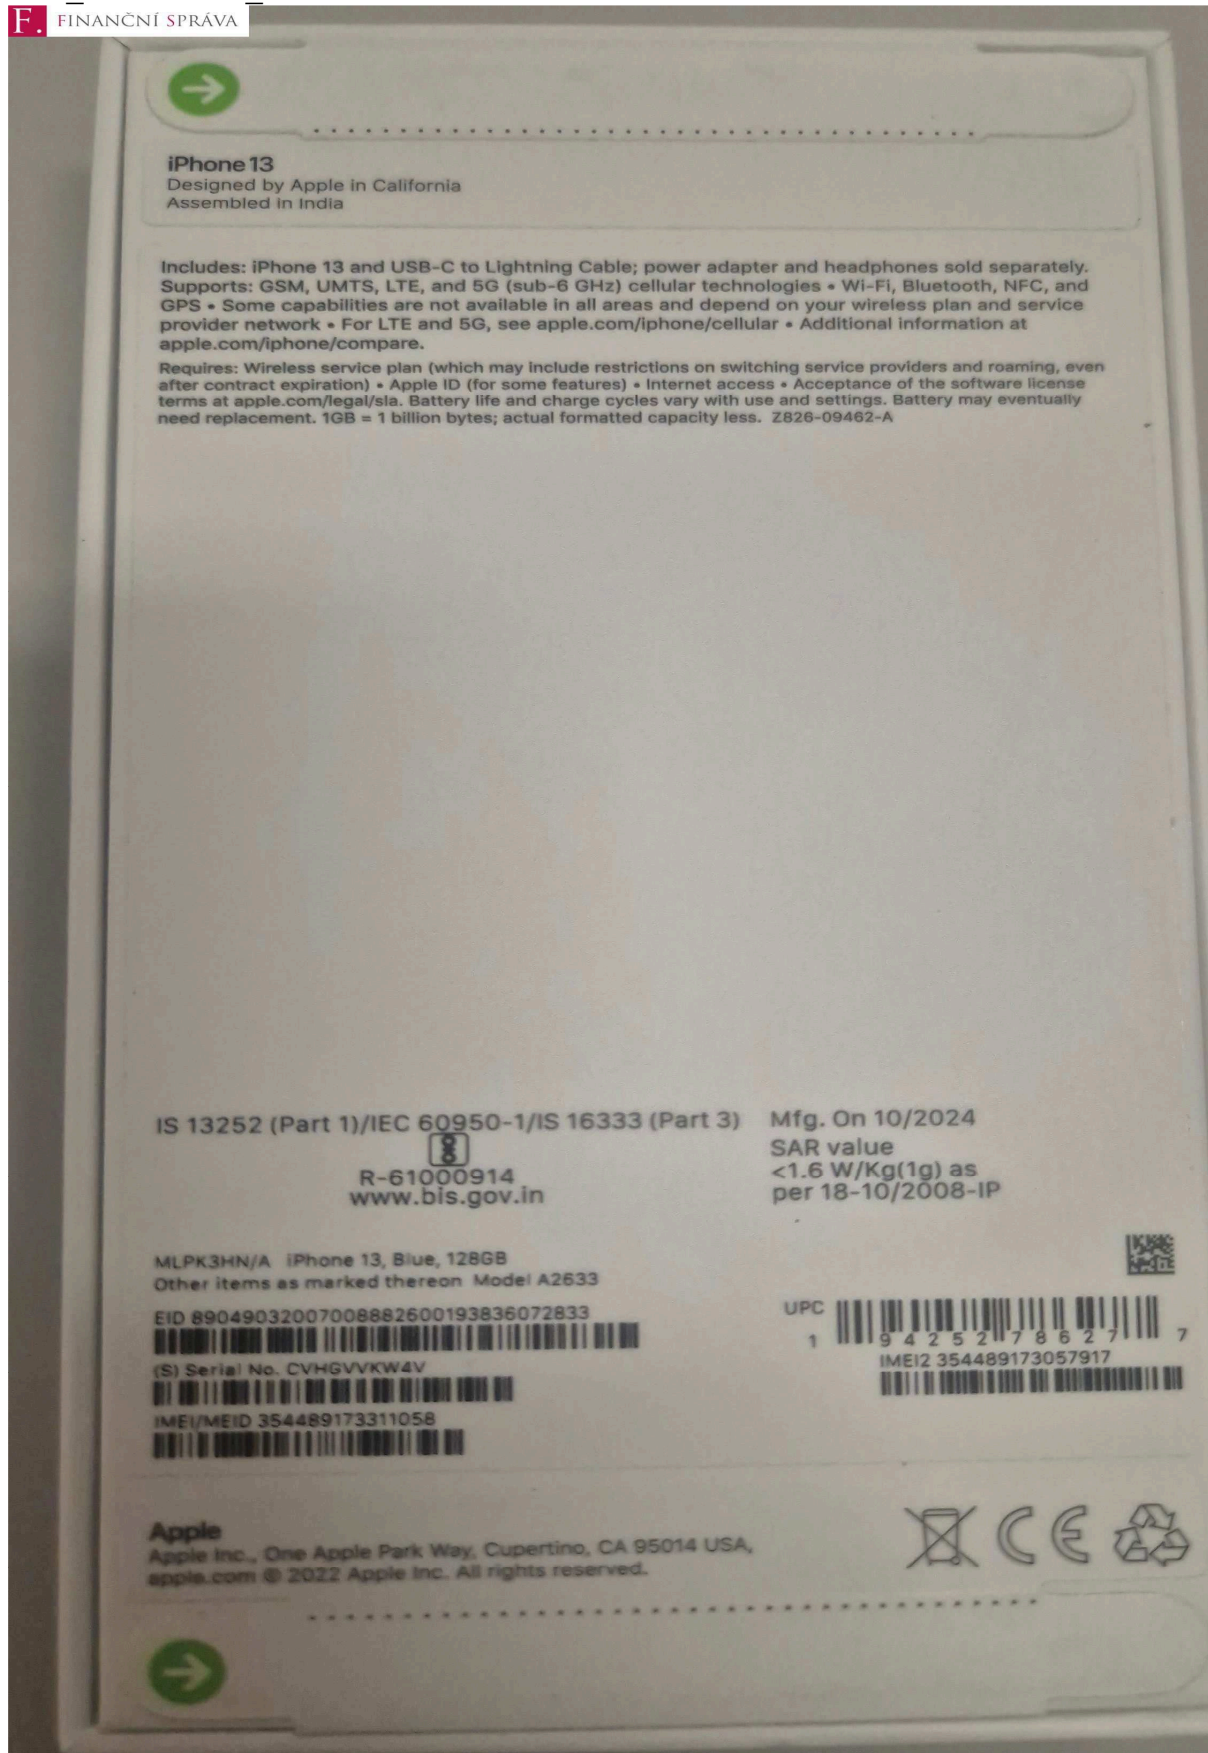 F. FINANČNÍ SPRÁVA
iPhone 13
Designed by Apple in California
Assembled in India
Includes: iPhone 13 and USB-C to Lightning Cable; power adapter and headphones sold separately.
Supports: GSM, UMTS, LTE, and 5G (sub-6 GHz) cellular technologies • Wi-Fi, Bluetooth, NFC, and
GPS • Some capabilities are not available in all areas and depend on your wireless plan and service
provider network • For LTE and 5G, see apple.com/iphone/cellular • Additional information at
apple.com/iphone/compare.
Requires: Wireless service plan (which may include restrictions on switching service providers and roaming, even
after contract expiration) • Apple ID (for some features) • Internet access • Acceptance of the software license
terms at apple.com/legal/sla. Battery life and charge cycles vary with use and settings. Battery may eventually
need replacement. 1GB = 1 billion bytes; actual formatted capacity less. Z826-09462-A
IS 13252 (Part 1)/IEC 60950-1/IS 16333 (Part 3)
R-61000914
www.bis.gov.in
Mfg. On 10/2024
SAR value
<1.6 W/Kg(1g) as
per 18-10/2008-IP
MLPK3HN/A iPhone 13, Blue, 128GB
Other items as marked thereon Model A2633
EID 89049032007008882600193836072833
(S) Serial No. CVHGVVKW4V
IMEI/MEID 354489173311058
UPC
1 94252 78627 7
IMEI2 354489173057917
Apple
Apple Inc., One Apple Park Way, Cupertino, CA 95014 USA,
apple.com © 2022 Apple Inc. All rights reserved.
CE